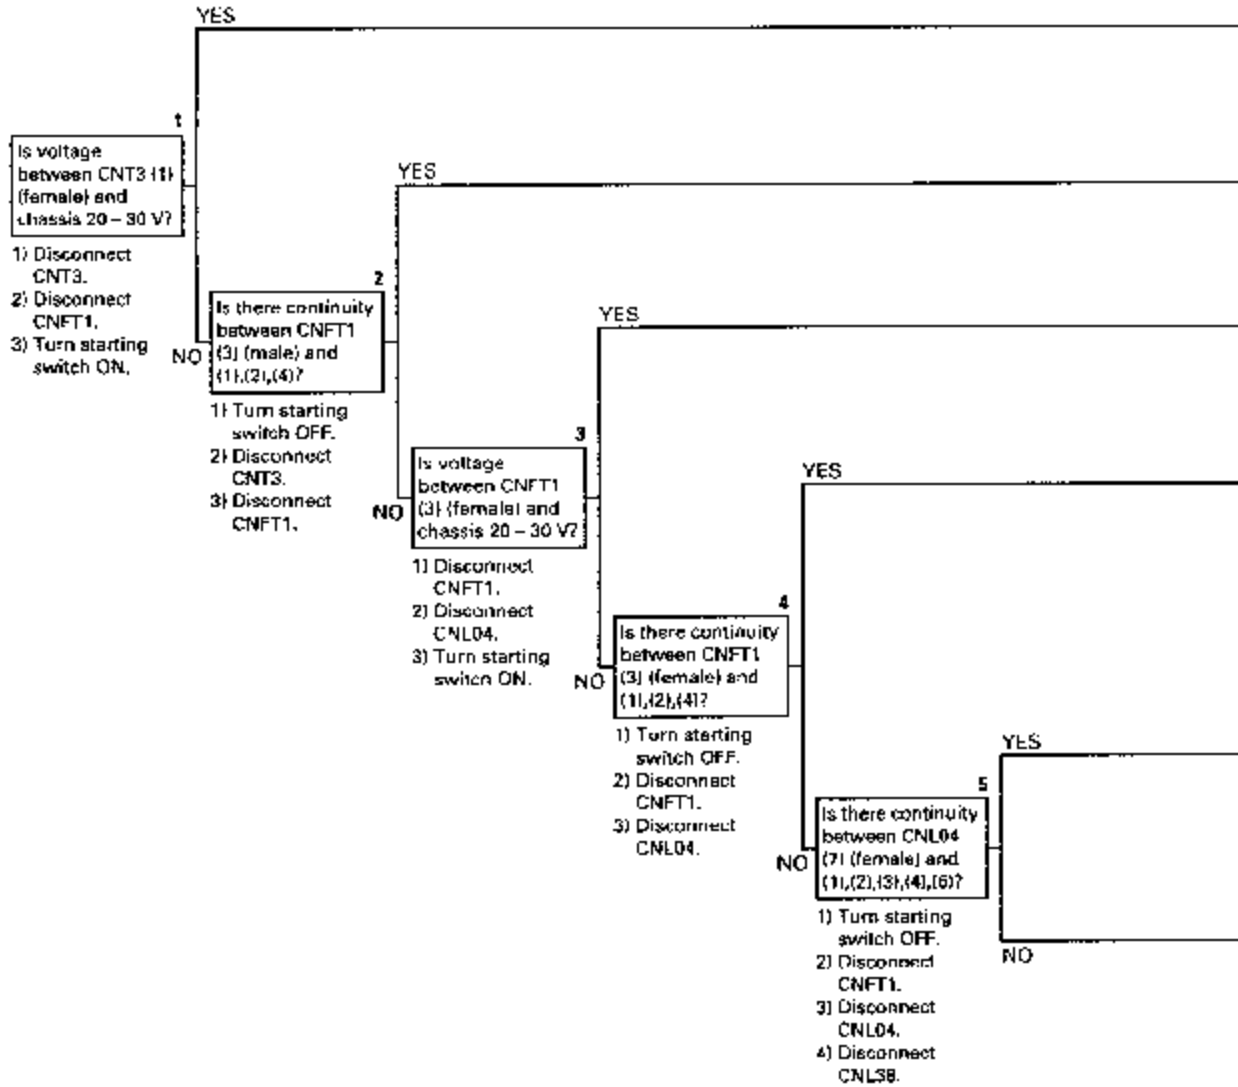 YES
1
Is voltage
between CNT3 (1)
(female) and
chassis 20 – 30 V?
1) Disconnect
CNT3.
2) Disconnect
CNFT1.
3) Turn starting
switch ON.
YES
NO
2
Is there continuity
between CNFT1
(3) (male) and
(1),(2),(4)?
1) Turn starting
switch OFF.
2) Disconnect
CNT3.
3) Disconnect
CNFT1.
YES
NO
3
Is voltage
between CNFT1
(3) (female) and
chassis 20 – 30 V?
1) Disconnect
CNFT1.
2) Disconnect
CNL04.
3) Turn starting
switch ON.
YES
NO
4
Is there continuity
between CNFT1
(3) (female) and
(1),(2),(4)?
1) Turn starting
switch OFF.
2) Disconnect
CNFT1.
3) Disconnect
CNL04.
YES
NO
5
Is there continuity
between CNL04
(7) (female) and
(1),(2),(3),(4),(6)?
1) Turn starting
switch OFF.
2) Disconnect
CNFT1.
3) Disconnect
CNL04.
4) Disconnect
CNL38.
YES
NO